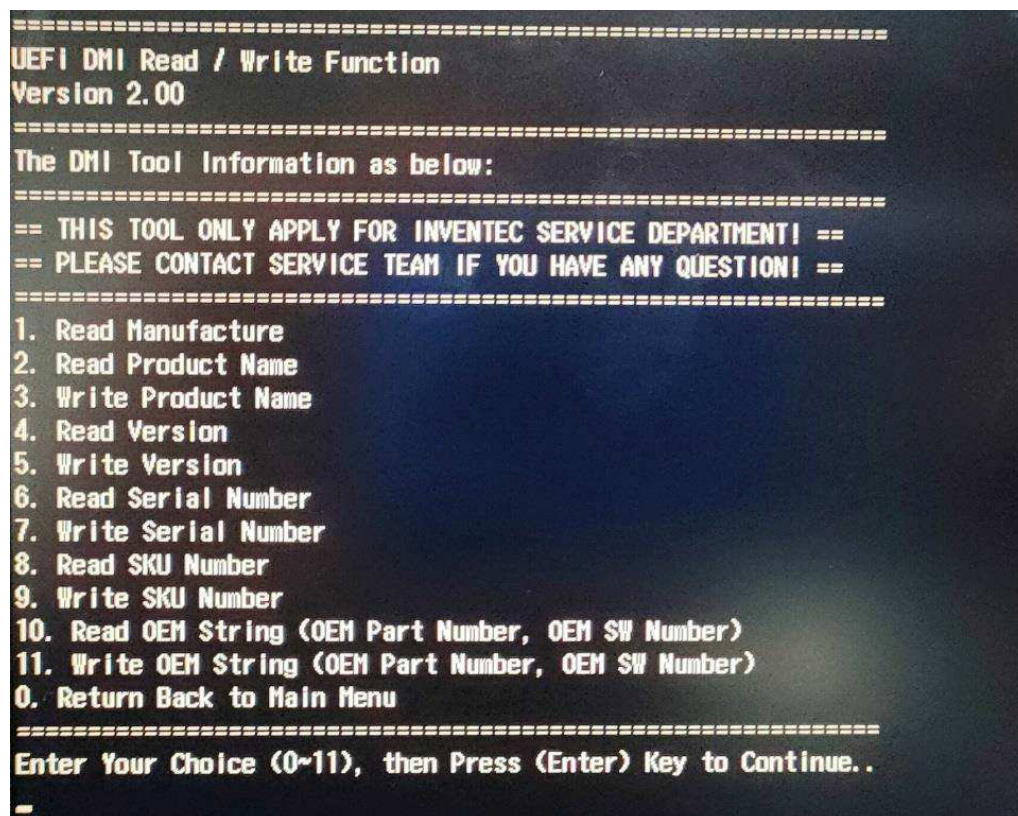 =============================================================
UEFI DMI Read / Write Function
Version 2.00
=============================================================
The DMI Tool Information as below:
=============================================================
== THIS TOOL ONLY APPLY FOR INVENTEC SERVICE DEPARTMENT! ==
== PLEASE CONTACT SERVICE TEAM IF YOU HAVE ANY QUESTION! ==
=============================================================
1. Read Manufacture
2. Read Product Name
3. Write Product Name
4. Read Version
5. Write Version
6. Read Serial Number
7. Write Serial Number
8. Read SKU Number
9. Write SKU Number
10. Read OEM String (OEM Part Number, OEM SW Number)
11. Write OEM String (OEM Part Number, OEM SW Number)
0. Return Back to Main Menu
=============================================================
Enter Your Choice (0~11), then Press (Enter) Key to Continue..